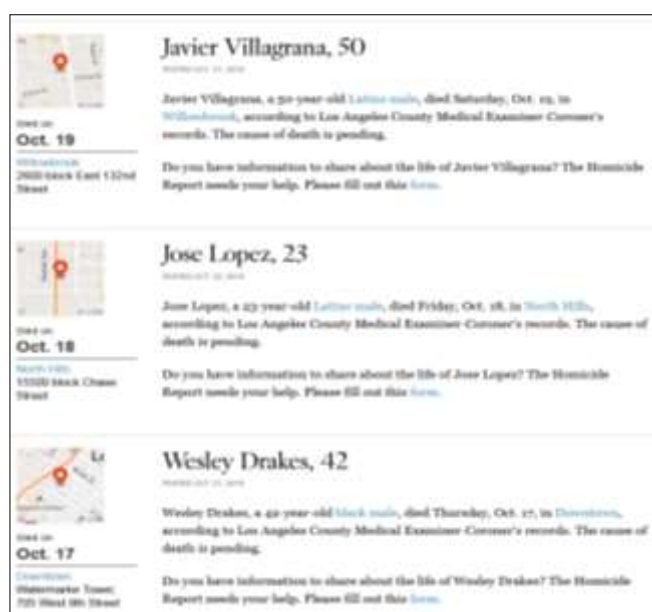 Javier Villagrana, 50
Javier Villagrana, a 50-year-old Latino male, died Saturday, Oct. 19, in
Willowbrook, according to Los Angeles County Medical Examiner-Coroner's
records. The cause of death is pending.
Do you have information to share about the life of Javier Villagrana? The Homicide
Report needs your help. Please fill out this form.
Died on
Oct. 19
Willowbrook
2600 block East 132nd
Street
Jose Lopez, 23
Jose Lopez, a 23-year-old Latino male, died Friday, Oct. 18, in North Hills,
according to Los Angeles County Medical Examiner-Coroner's records. The cause of
death is pending.
Do you have information to share about the life of Jose Lopez? The Homicide
Report needs your help. Please fill out this form.
Died on
Oct. 18
North Hills
15500 block Chase
Street
Wesley Drakes, 42
Wesley Drakes, a 42-year-old black male, died Thursday, Oct. 17, in Downtown,
according to Los Angeles County Medical Examiner-Coroner's records. The cause of
death is pending.
Do you have information to share about the life of Wesley Drakes? The Homicide
Report needs your help. Please fill out this form.
Died on
Oct. 17
Downtown
Watermarke Tower,
705 West 9th Street